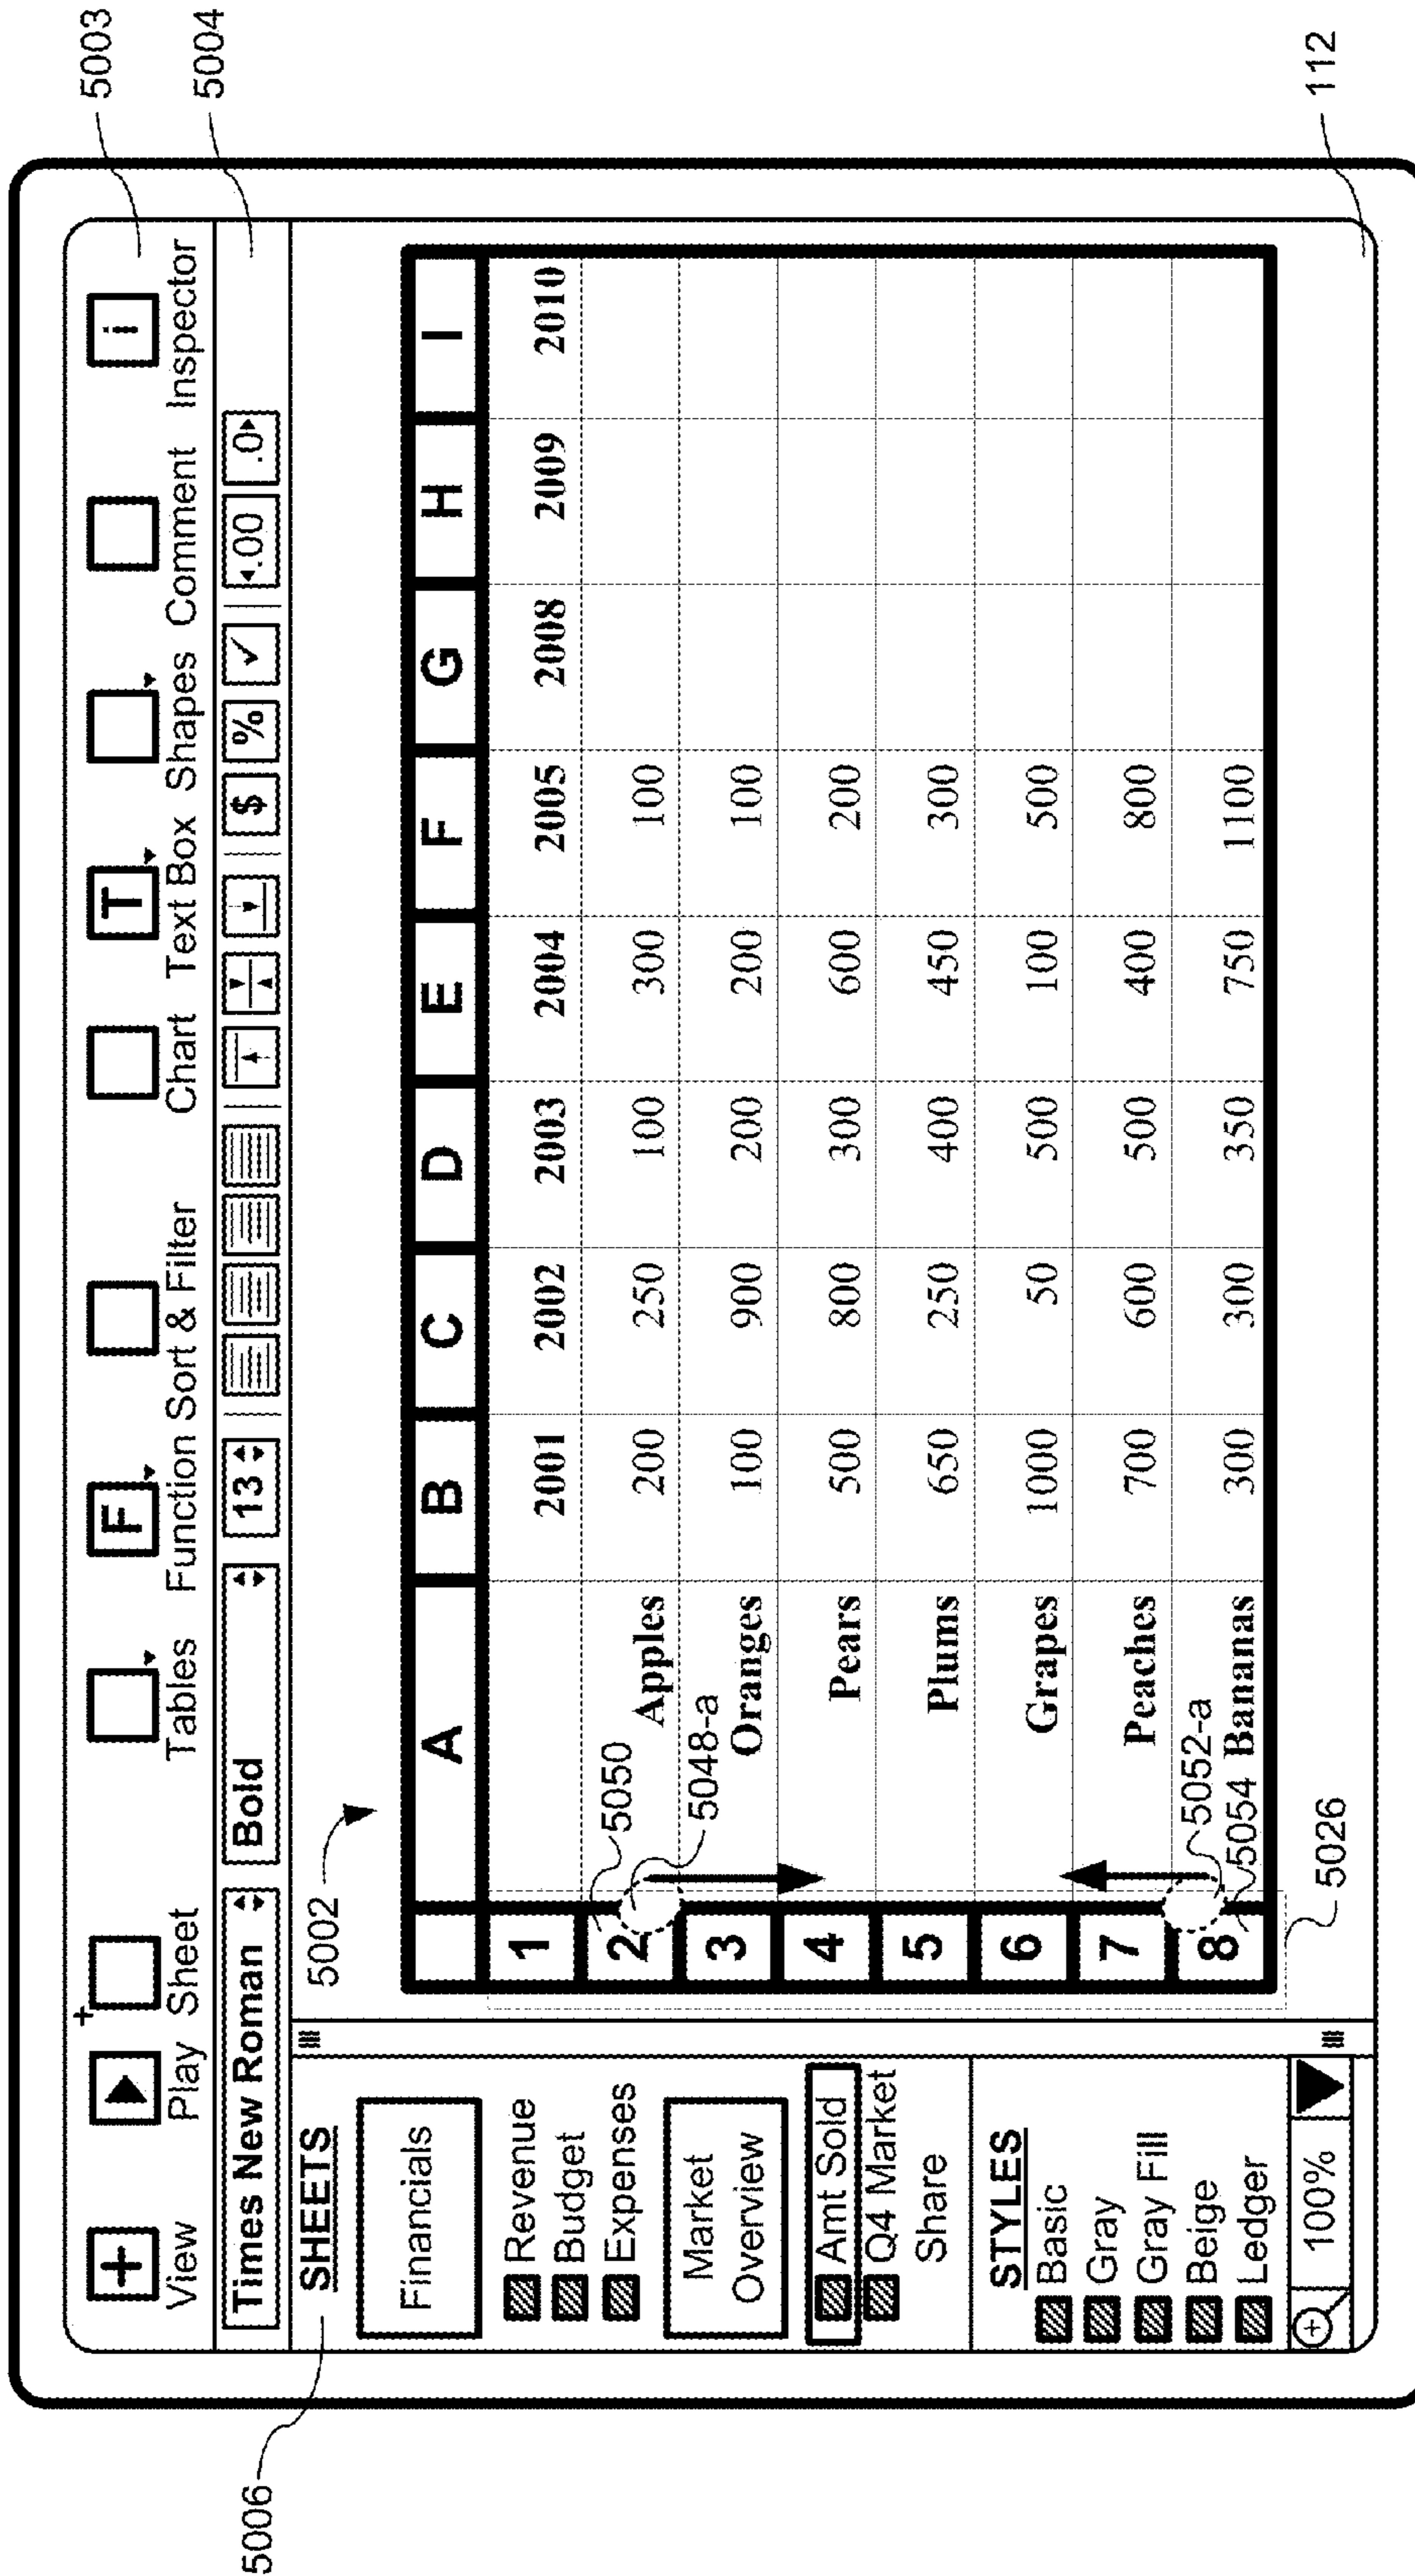 5003
+
F
T
i
View Play Sheet Tables Function Sort & Filter Chart Text Box Shapes Comment Inspector
5004
Times New Roman Bold 13 $ % ✓ .00 .0
5006
SHEETS
Financials
Revenue
Budget
Expenses
Market
Overview
Amt Sold
Q4 Market
Share
STYLES
Basic
Gray
Gray Fill
Beige
Ledger
100%
5002
A B C D E F G H I
1 2001 2002 2003 2004 2005 2008 2009 2010
5050
2 Apples 200 250 100 300 100
5048-a
3 Oranges 100 900 200 200 100
4 Pears 500 800 300 600 200
5 Plums 650 250 400 450 300
6 Grapes 1000 50 500 100 500
7 Peaches 700 600 500 400 800
5052-a
8 5054 Bananas 300 300 350 750 1100
5026
112